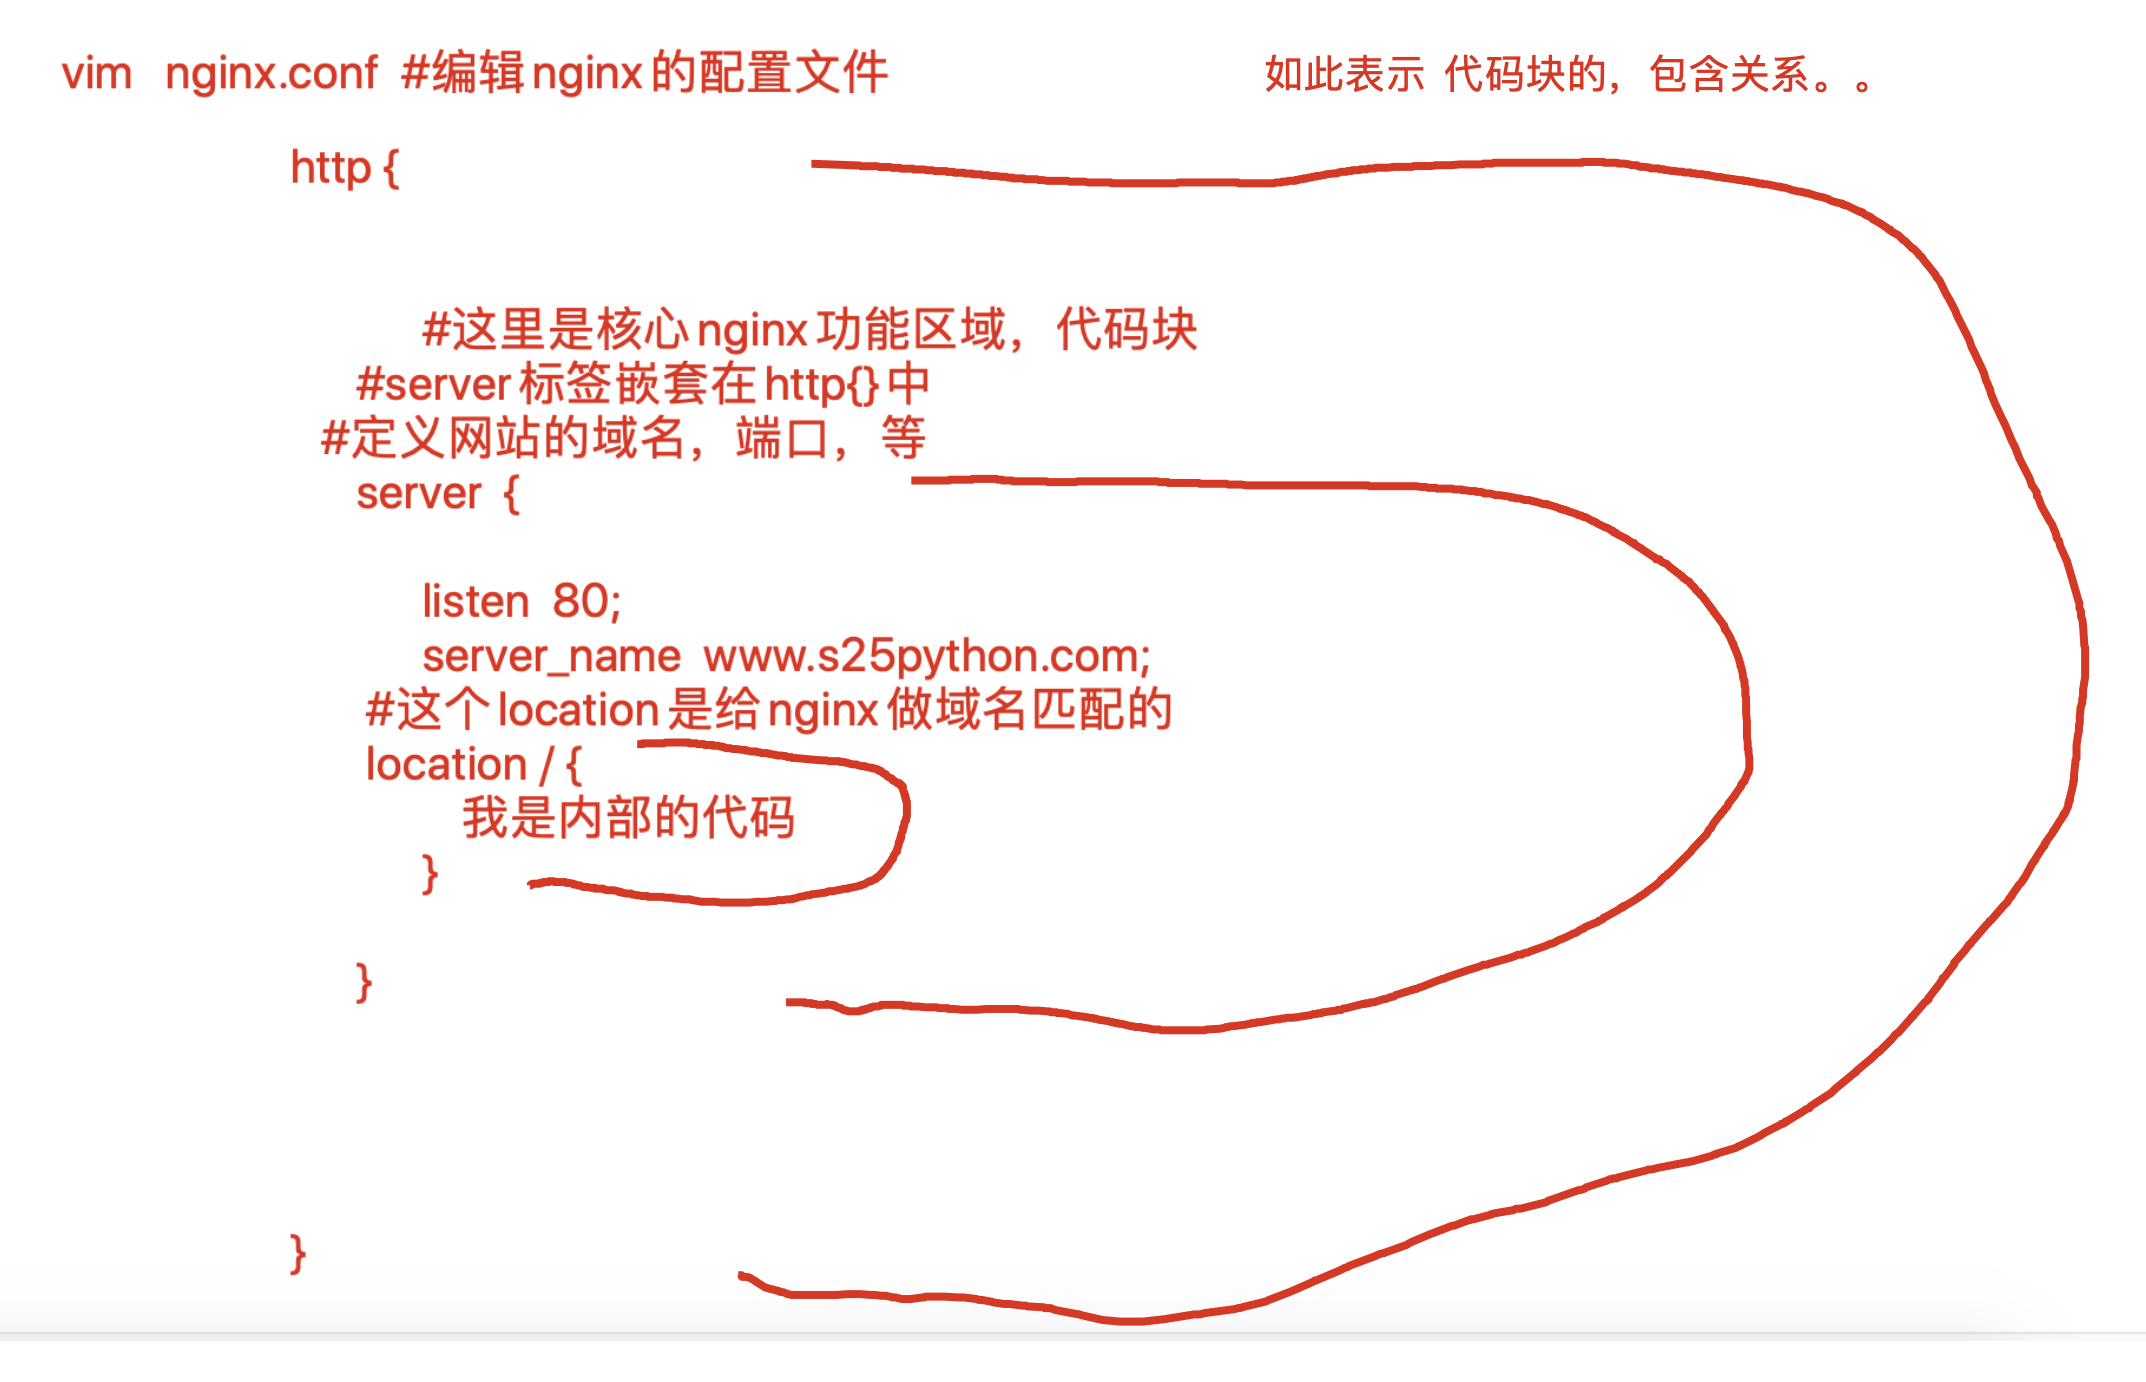 vim nginx.conf #编辑nginx的配置文件
如此表示 代码块的，包含关系。。
http {
#这里是核心nginx功能区域，代码块
#server标签嵌套在http{}中
#定义网站的域名，端口，等
server {
listen 80;
server_name www.s25python.com;
#这个location是给nginx做域名匹配的
location / {
我是内部的代码
}
}
}